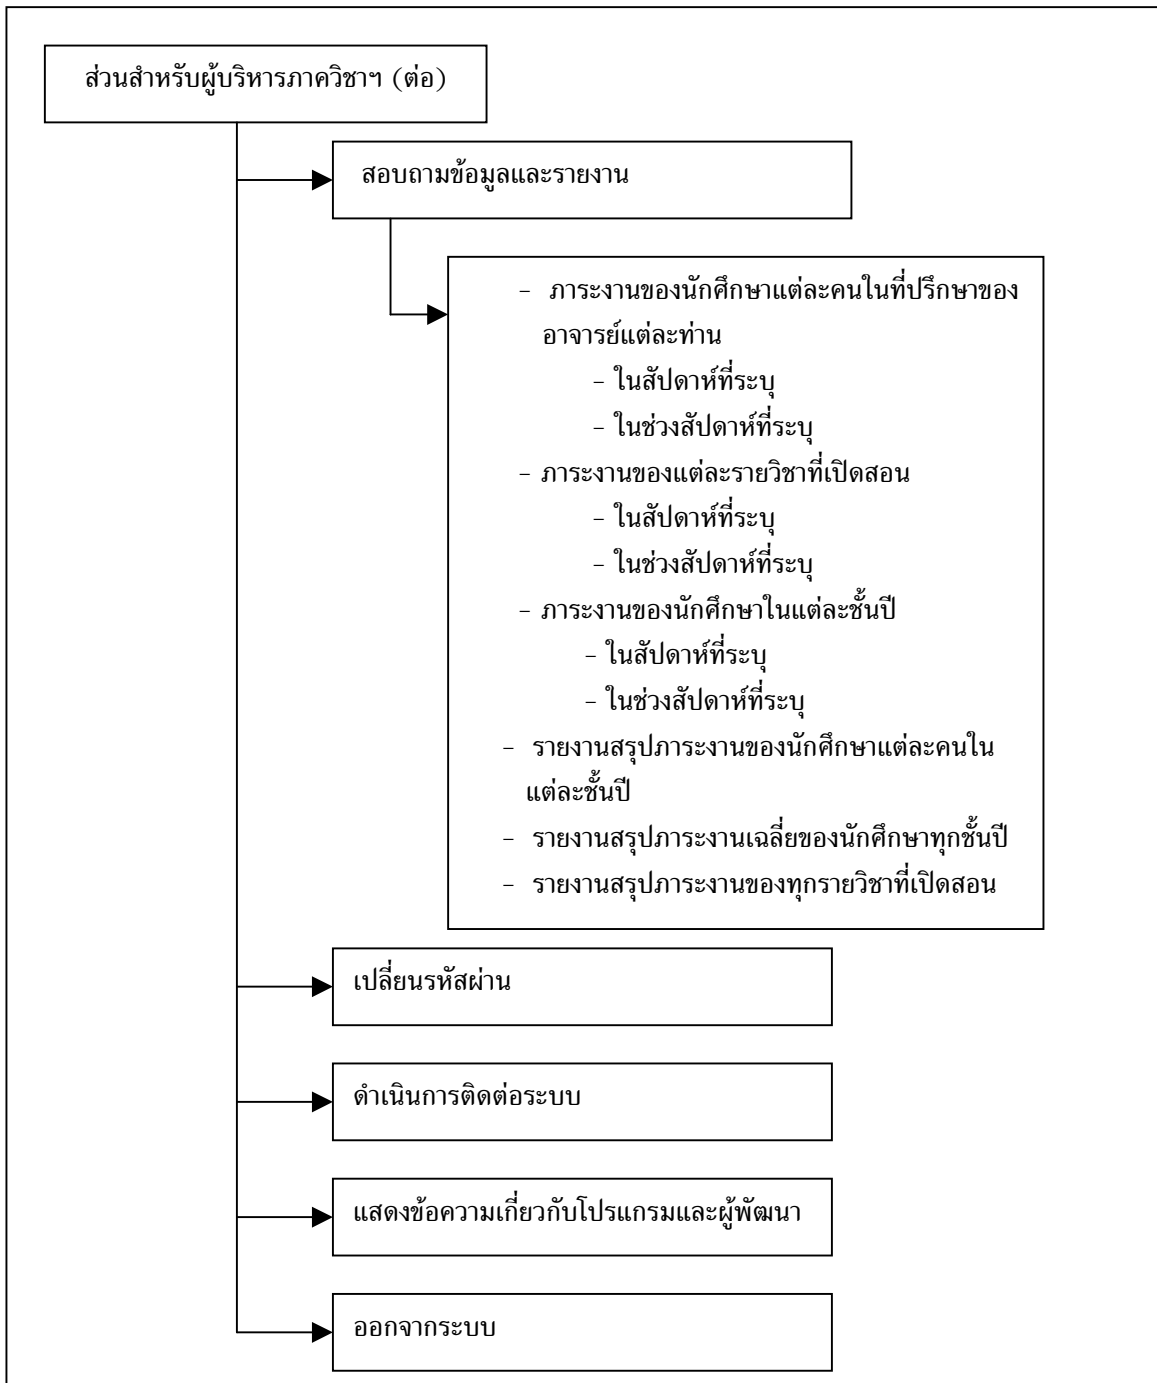 ส่วนสำหรับผู้บริหารภาควิชาฯ (ต่อ)
สอบถามข้อมูลและรายงาน
- ภาระงานของนักศึกษาแต่ละคนในที่ปรึกษาของ
อาจารย์แต่ละท่าน
- ในสัปดาห์ที่ระบุ
- ในช่วงสัปดาห์ที่ระบุ
- ภาระงานของแต่ละรายวิชาที่เปิดสอน
- ในสัปดาห์ที่ระบุ
- ในช่วงสัปดาห์ที่ระบุ
- ภาระงานของนักศึกษาในแต่ละชั้นปี
- ในสัปดาห์ที่ระบุ
- ในช่วงสัปดาห์ที่ระบุ
- รายงานสรุปภาระงานของนักศึกษาแต่ละคนใน
แต่ละชั้นปี
- รายงานสรุปภาระงานเฉลี่ยของนักศึกษาทุกชั้นปี
- รายงานสรุปภาระงานของทุกรายวิชาที่เปิดสอน
เปลี่ยนรหัสผ่าน
ดำเนินการติดต่อระบบ
แสดงข้อความเกี่ยวกับโปรแกรมและผู้พัฒนา
ออกจากระบบ